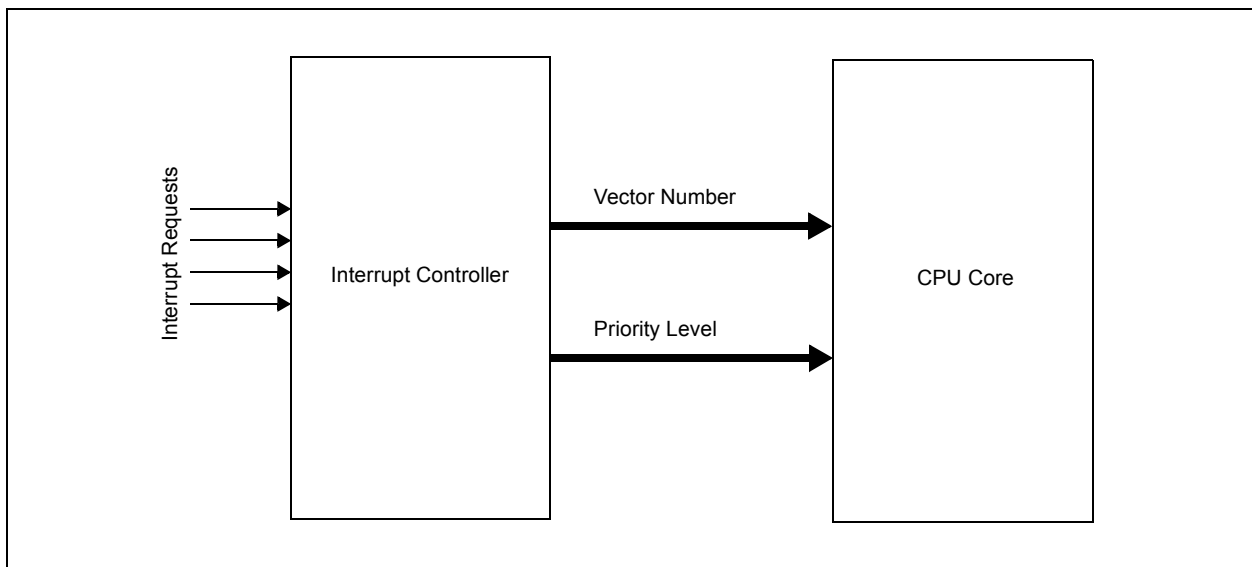 Interrupt Requests
Interrupt Controller
Vector Number
Priority Level
CPU Core